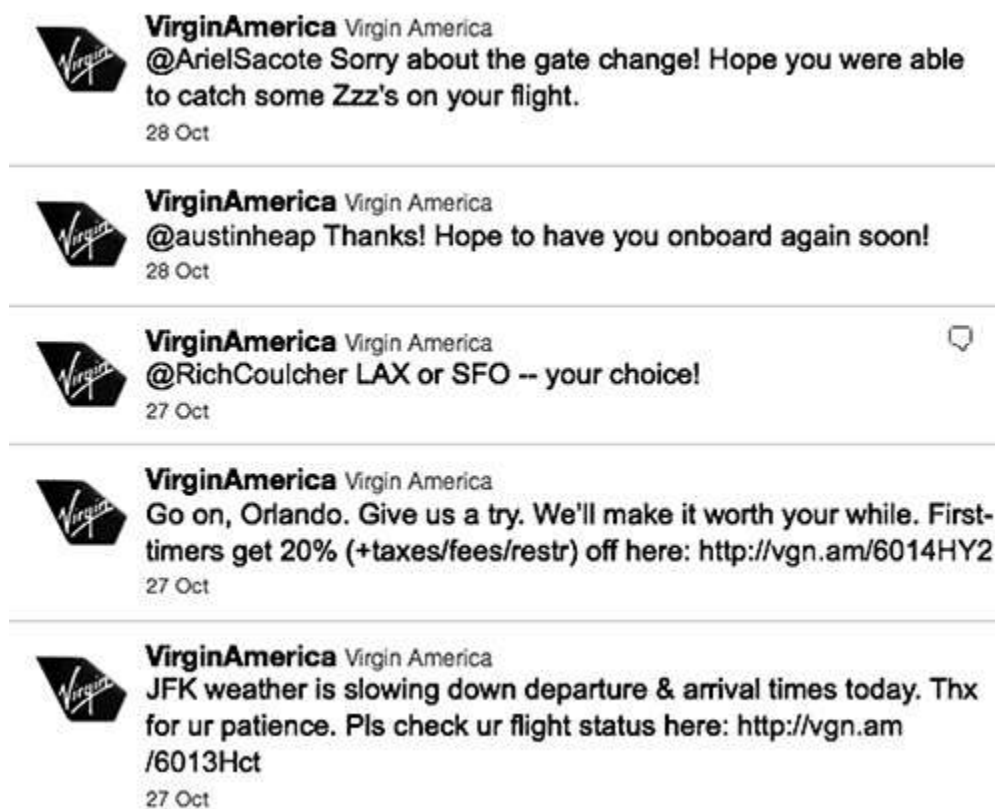 VirginAmerica Virgin America
@ArielSacote Sorry about the gate change! Hope you were able
to catch some Zzz's on your flight.
28 Oct
VirginAmerica Virgin America
@austinheap Thanks! Hope to have you onboard again soon!
28 Oct
VirginAmerica Virgin America
@RichCoulcher LAX or SFO -- your choice!
27 Oct
VirginAmerica Virgin America
Go on, Orlando. Give us a try. We'll make it worth your while. First-
timers get 20% (+taxes/fees/restr) off here: http://vgn.am/6014HY2
27 Oct
VirginAmerica Virgin America
JFK weather is slowing down departure & arrival times today. Thx
for ur patience. Pls check ur flight status here: http://vgn.am
/6013Hct
27 Oct
Virgin
Virgin
Virgin
Virgin
Virgin